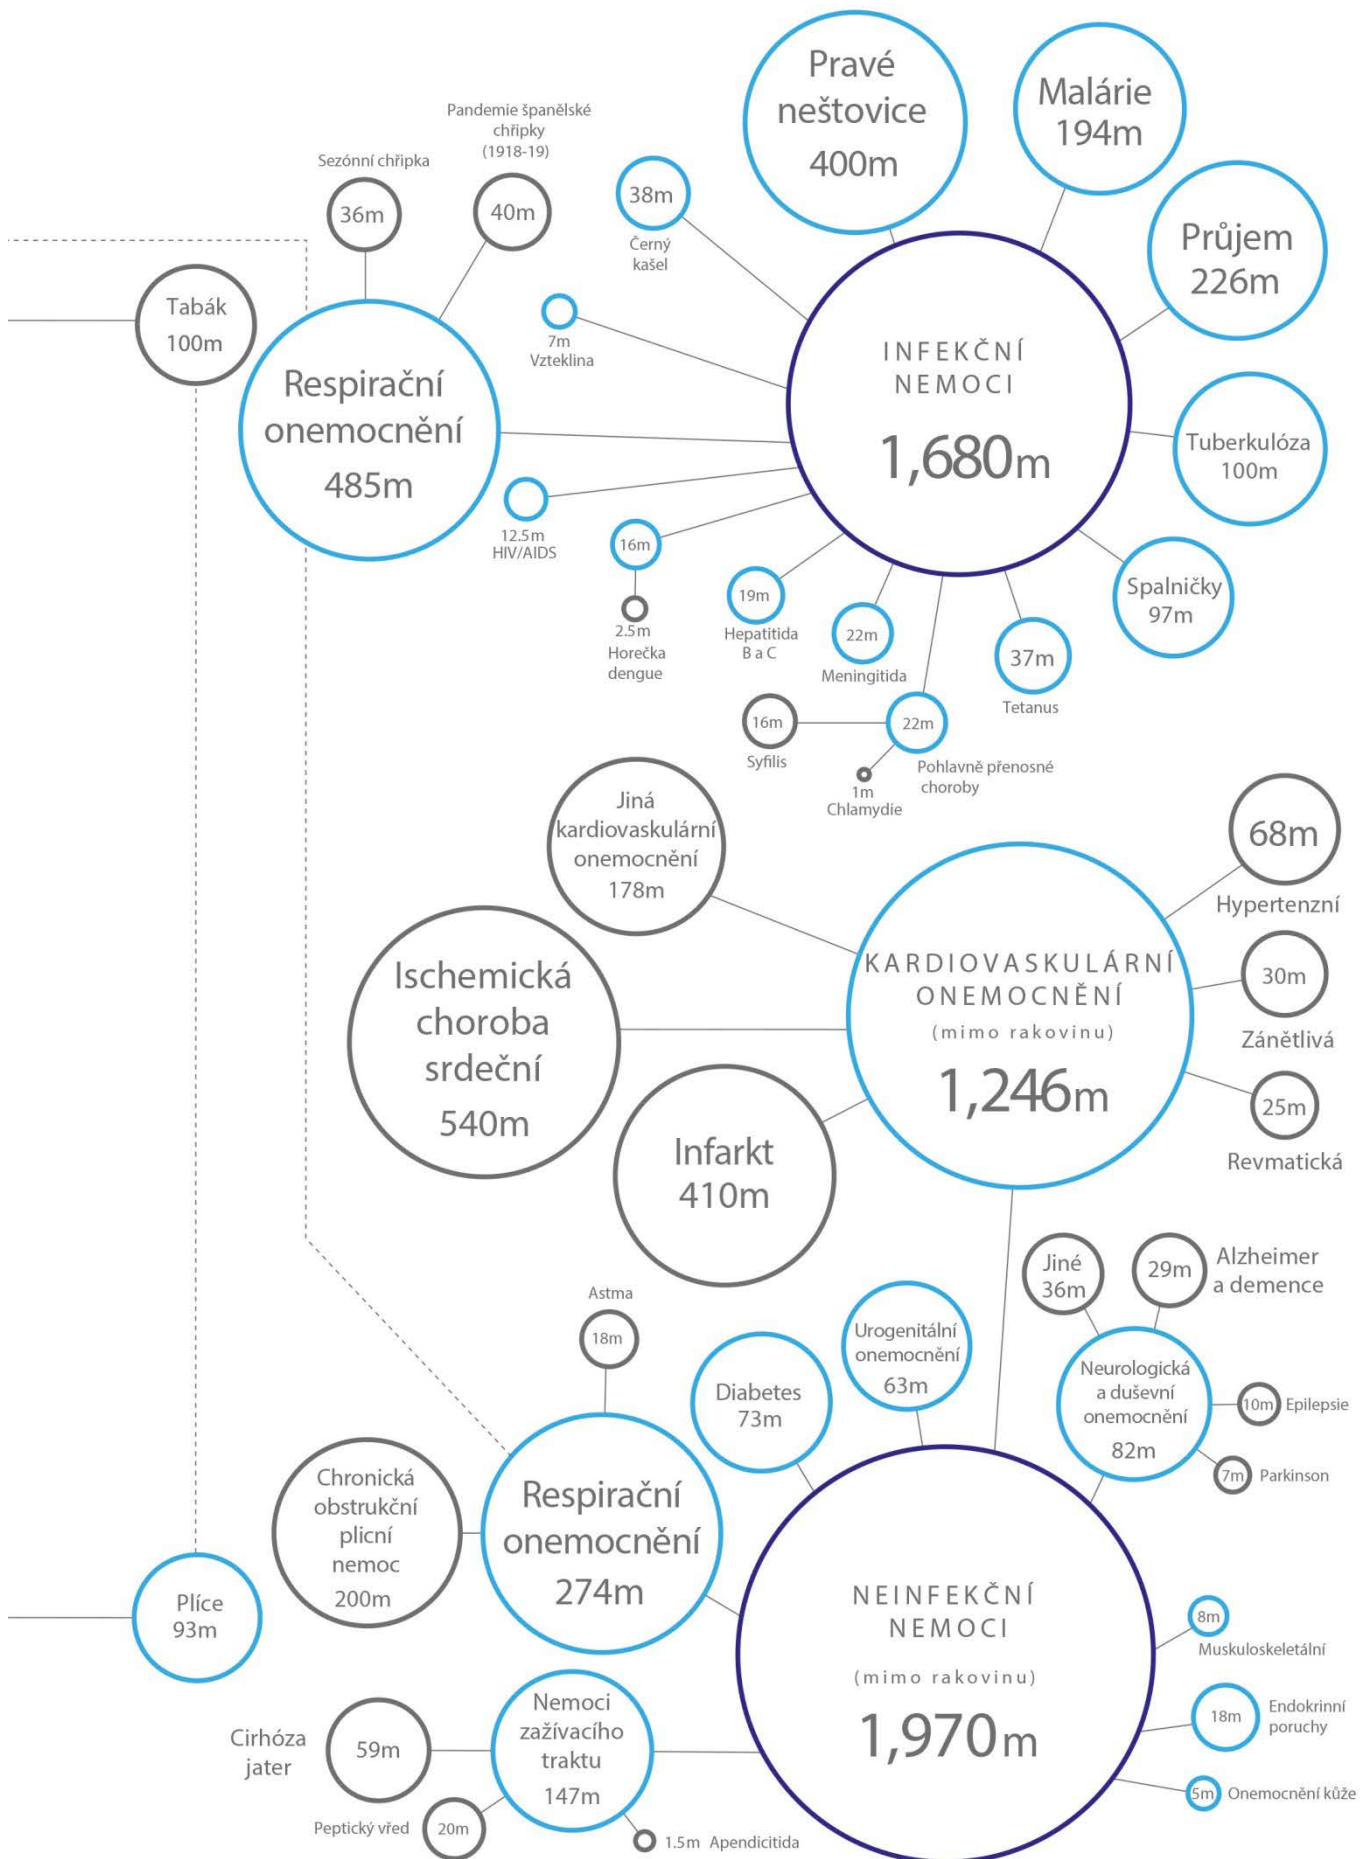 Pravé
neštovice
400m
Malárie
194m
Pandemie španělské
chřipky
(1918-19)
Sezónní chřipka
36m
40m
38m
Černý
kašel
Průjem
226m
Tabák
100m
7m
Vzteklina
INFEKČNÍ
NEMOCI
1,680m
Respirační
onemocnění
485m
Tuberkulóza
100m
12.5m
HIV/AIDS
16m
2.5m
Horečka
dengue
19m
Hepatitida
B a C
22m
Meningitida
37m
Tetanus
Spalničky
97m
16m
Syfilis
22m
Pohlavně přenosné
choroby
1m
Chlamydie
Jiná
kardiovaskulární
onemocnění
178m
68m
Hypertenzní
Ischemická
choroba
srdeční
540m
KARDIOVASKULÁRNÍ
ONEMOCNĚNÍ
(mimo rakovinu)
1,246m
30m
Zánětlivá
25m
Revmatická
Infarkt
410m
Jiné
36m
29m
Alzheimer
a demence
Astma
18m
Urogenitální
onemocnění
63m
Diabetes
73m
Neurologická
a duševní
onemocnění
82m
10m Epilepsie
7m Parkinson
Chronická
obstrukční
plicní
nemoc
200m
Respirační
onemocnění
274m
NEINFEKČNÍ
NEMOCI
(mimo rakovinu)
1,970m
Plíce
93m
8m
Muskuloskeletální
18m
Endokrinní
poruchy
5m Onemocnění kůže
Nemoci
zažívacího
traktu
147m
Cirhóza
jater
59m
Peptický vřed
20m
1.5m Apendicitida